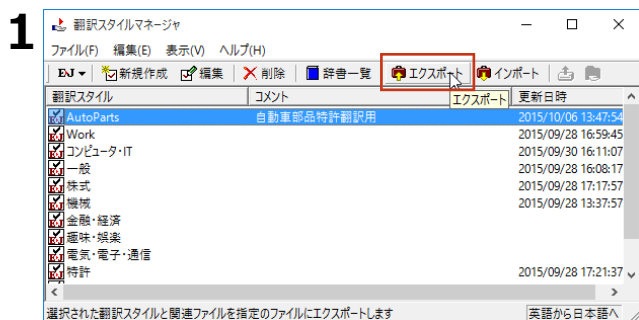 1
翻訳スタイルマネージャ
ファイル(F) 編集(E) 表示(V) ヘルプ(H)
EJ 新規作成 編集 削除 辞書一覧 エクスポート インポート
翻訳スタイル コメント エクスポート 更新日時
AutoParts 自動車部品特許翻訳用 2015/10/06 13:47:54
Work 2015/09/28 16:59:45
コンピュータ・IT 2015/09/30 16:11:07
一般 2015/09/28 16:08:17
株式 2015/09/28 17:17:57
機械 2015/09/28 13:37:57
金融・経済
趣味・娯楽
電気・電子・通信
特許 2015/09/28 17:21:37
選択された翻訳スタイルと関連ファイルを指定のファイルにエクスポートします 英語から日本語へ